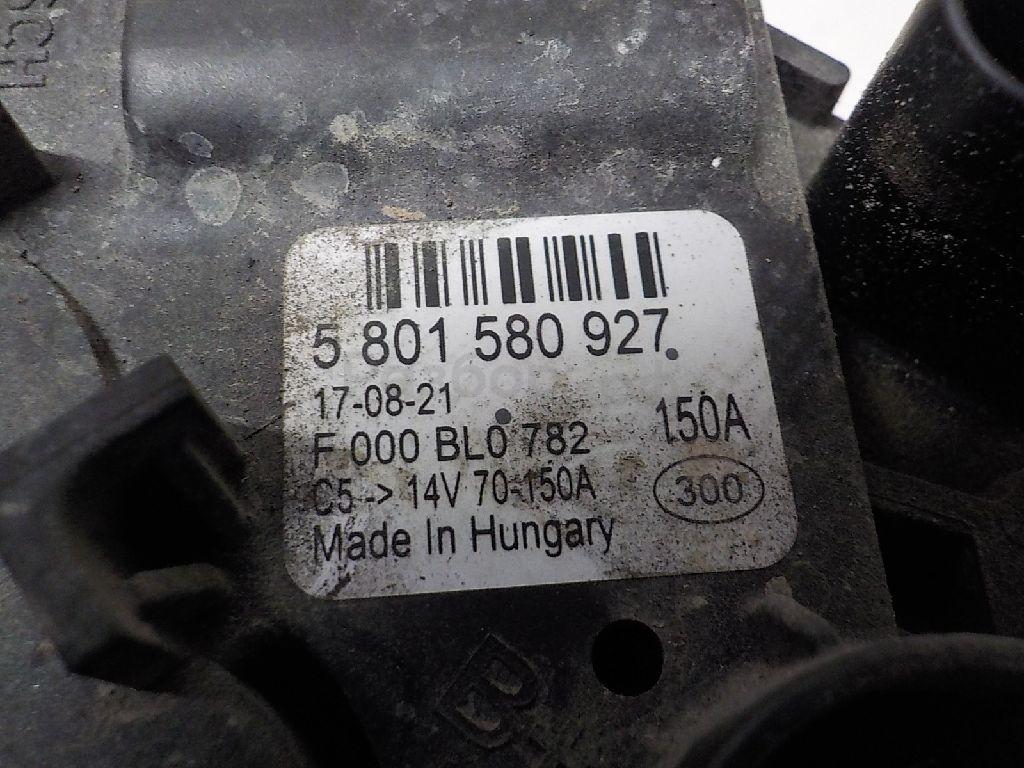 5 801 580 927
17-08-21
F 000 BL0 782
150A
C5 -> 14V 70-150A
300
Made In Hungary